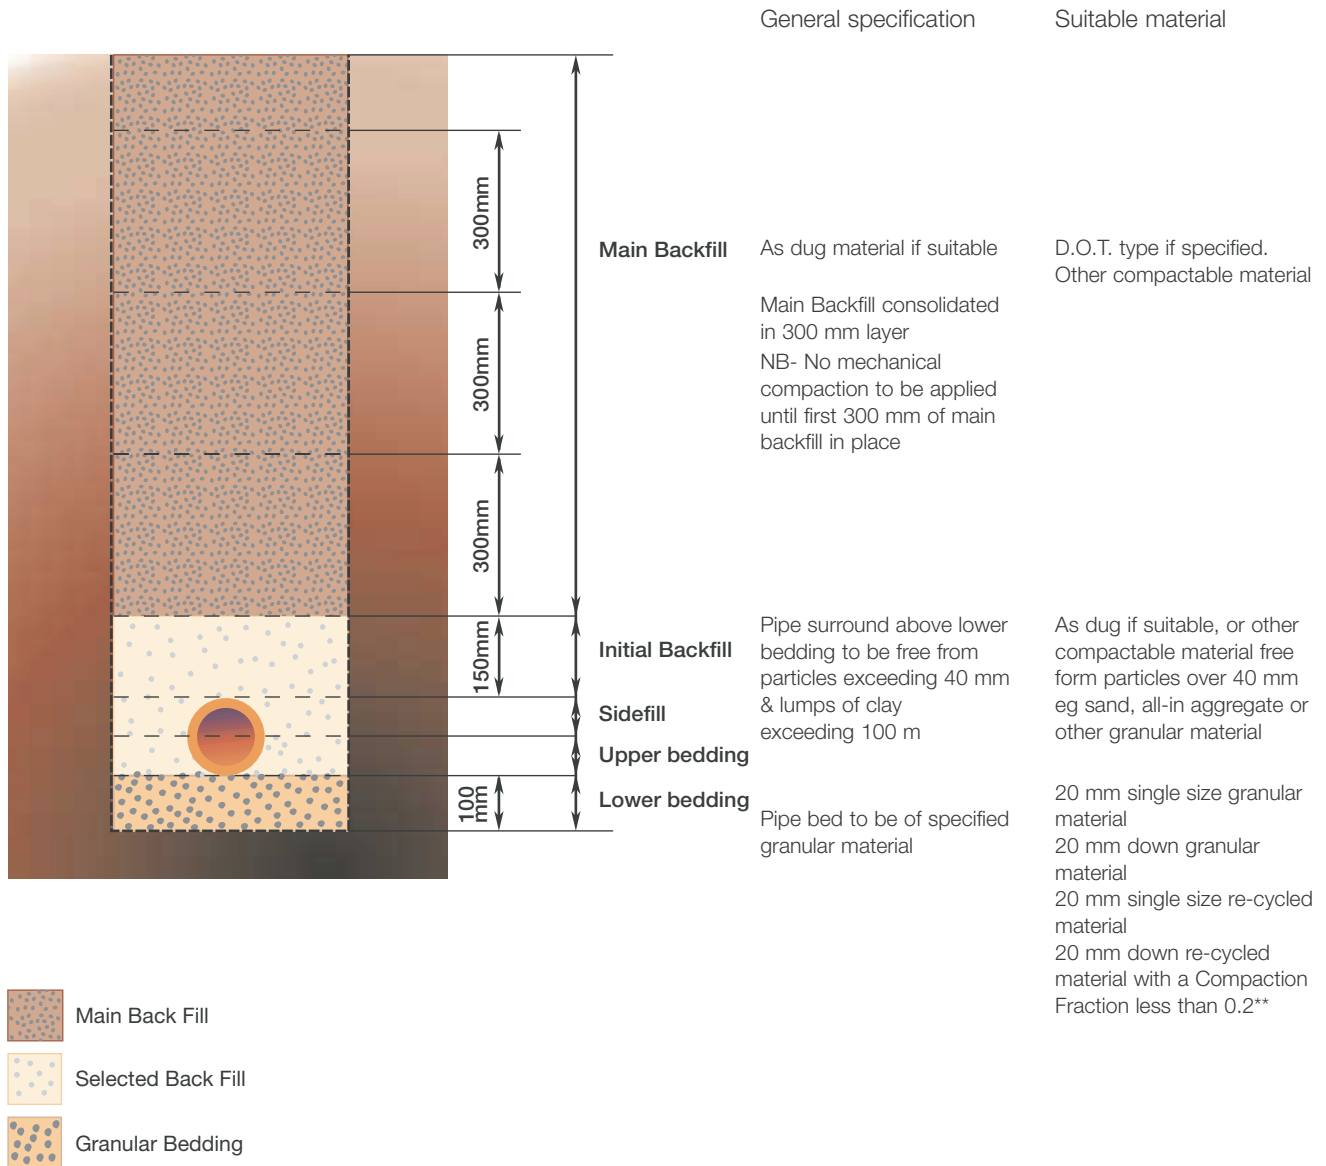 General specification
Suitable material
300mm
300mm
300mm
150mm
100
mm
Main Backfill
As dug material if suitable
Main Backfill consolidated
in 300 mm layer
NB- No mechanical
compaction to be applied
until first 300 mm of main
backfill in place
D.O.T. type if specified.
Other compactable material
Initial Backfill
Sidefill
Upper bedding
Pipe surround above lower
bedding to be free from
particles exceeding 40 mm
& lumps of clay
exceeding 100 m
As dug if suitable, or other
compactable material free
form particles over 40 mm
eg sand, all-in aggregate or
other granular material
Lower bedding
Pipe bed to be of specified
granular material
20 mm single size granular
material
20 mm down granular
material
20 mm single size re-cycled
material
20 mm down re-cycled
material with a Compaction
Fraction less than 0.2**
Main Back Fill
Selected Back Fill
Granular Bedding